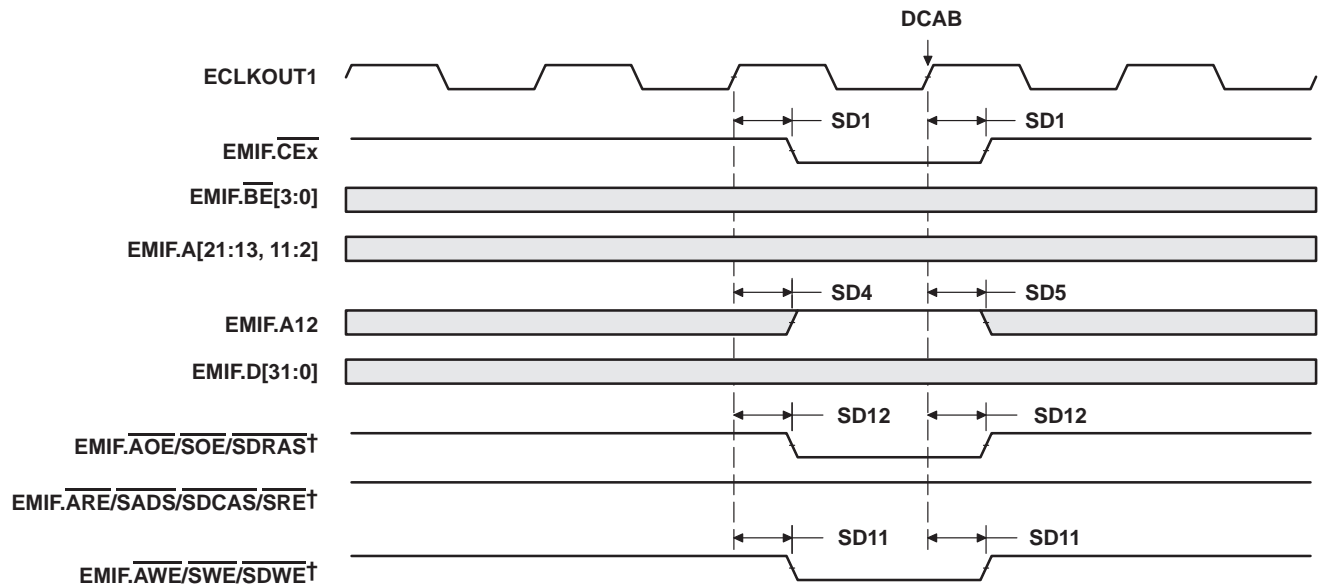 DCAB
ECLKOUT1
SD1 SD1
EMIF.CEx
EMIF.BE[3:0]
EMIF.A[21:13, 11:2]
SD4 SD5
EMIF.A12
EMIF.D[31:0]
SD12 SD12
EMIF.AOE/SOE/SDRAS†
EMIF.ARE/SADS/SDCAS/SRE†
SD11 SD11
EMIF.AWE/SWE/SDWE†